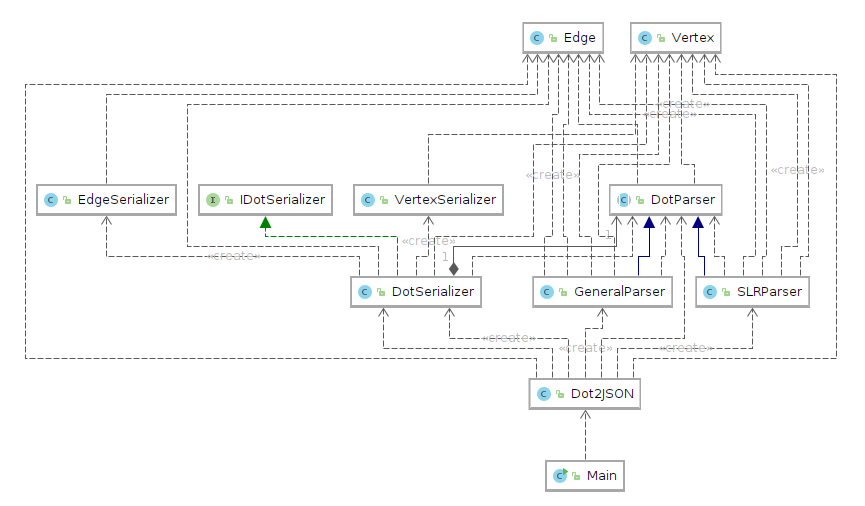 C Edge
C Vertex
«create»
«create»
«create»
«create»
C EdgeSerializer
I IDotSerializer
C VertexSerializer
C DotParser
1
«create»
«create»
1
C DotSerializer
C GeneralParser
C SLRParser
«create»
«create»
«create»
C Dot2JSON
C Main